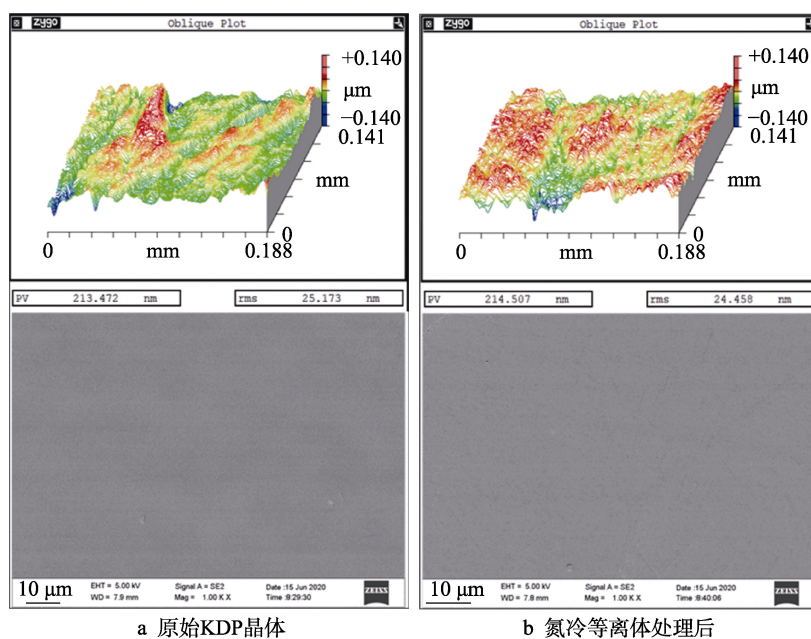 zygo Oblique Plot
+0.140
μm
−0.140
0.141
mm
0
0 mm 0.188
PV 213.472 nm rms 25.173 nm
10 μm
EHT = 5.00 kV Signal A = SE2 Date :15 Jun 2020
WD = 7.9 mm Mag = 1.00 K X Time :8:29:30
ZEISS
a 原始KDP晶体
zygo Oblique Plot
+0.140
μm
−0.140
0.141
mm
0
0 mm 0.188
PV 214.507 nm rms 24.458 nm
10 μm
EHT = 5.00 kV Signal A = SE2 Date :15 Jun 2020
WD = 7.8 mm Mag = 1.00 K X Time :8:40:06
ZEISS
b 氮冷等离体处理后